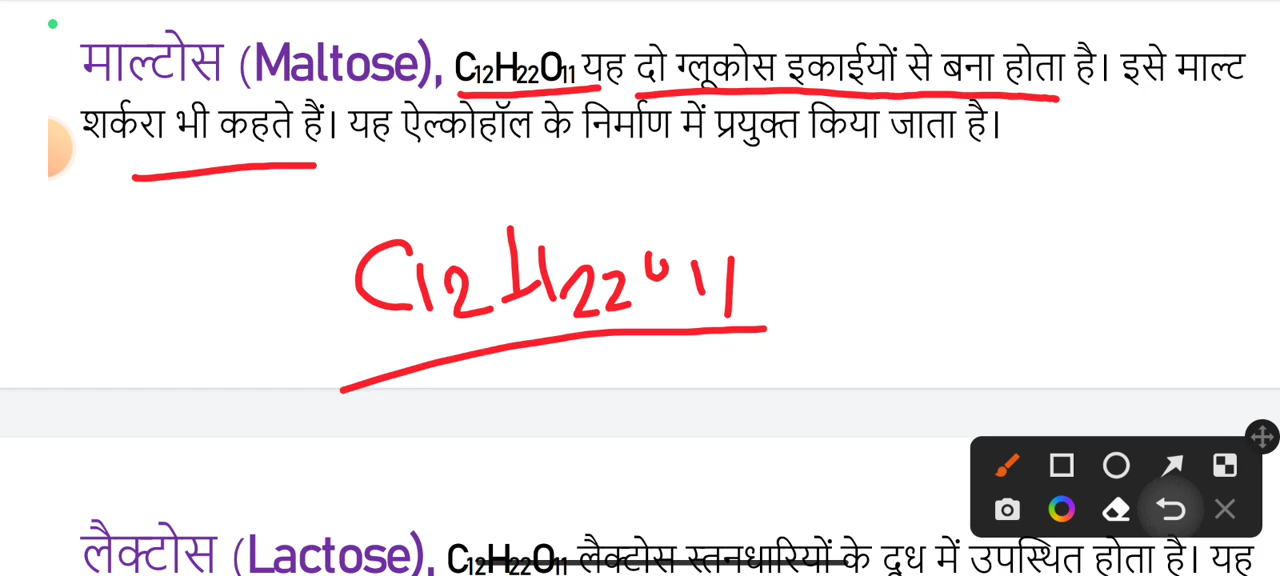 माल्टोस (Maltose), C₁₂H₂₂O₁₁ यह दो ग्लूकोस इकाईयों से बना होता है। इसे माल्ट
शर्करा भी कहते हैं। यह ऐल्कोहॉल के निर्माण में प्रयुक्त किया जाता है।
C12H22O11
लैक्टोस (Lactose), C₁₂H₂₂O₁₁ लैक्टोस स्तनधारियों के दूध में उपस्थित होता है। यह